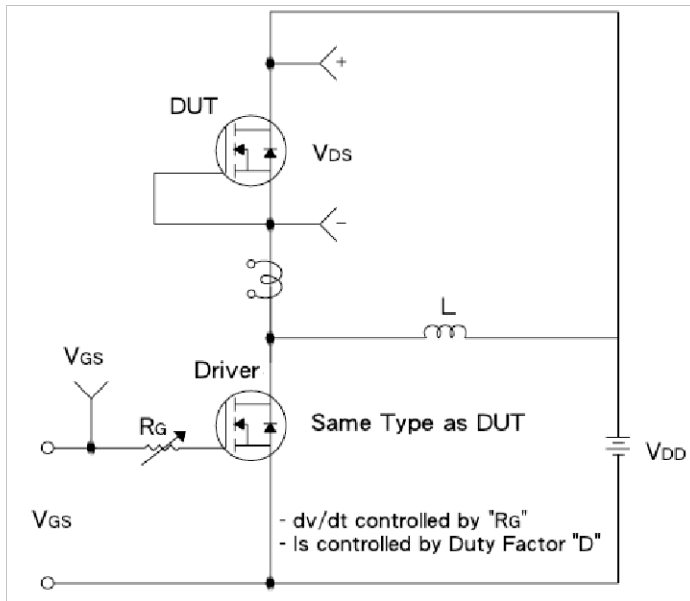 +
DUT
VDS
-
L
VGS
Driver
RG
Same Type as DUT
VDD
VGS
- dv/dt controlled by "RG"
- Is controlled by Duty Factor "D"